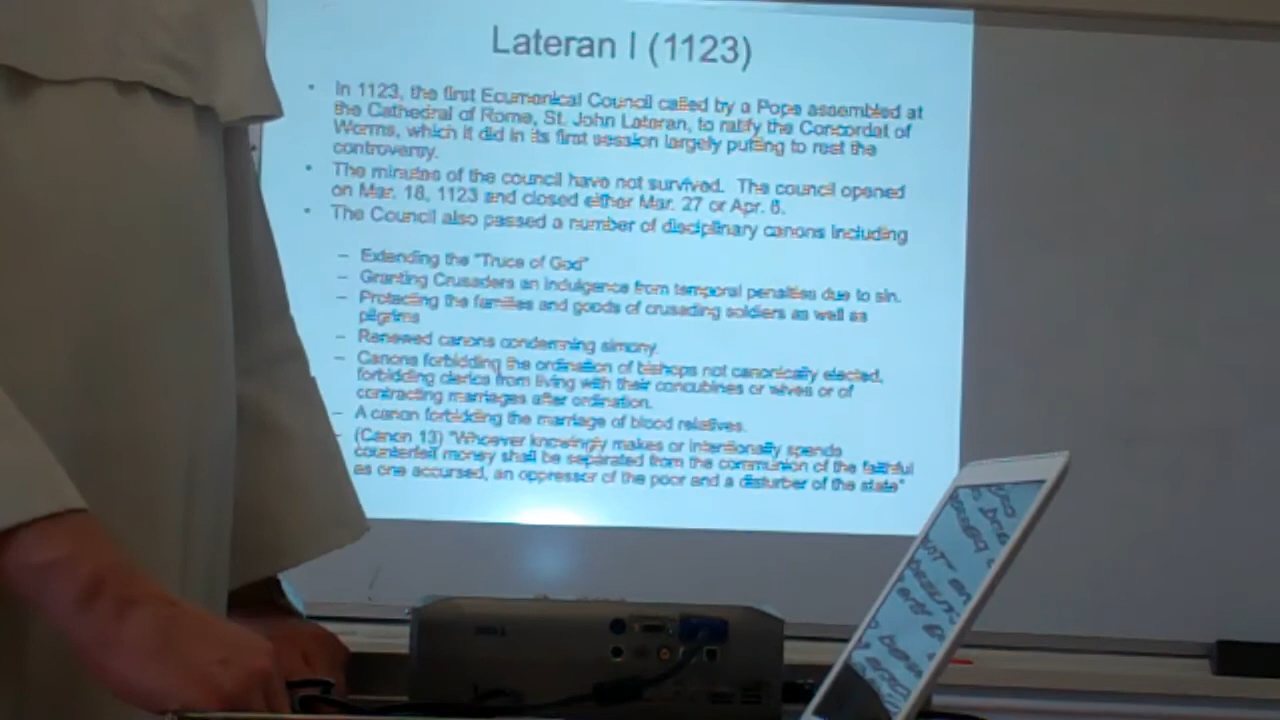 Lateran I (1123)
• In 1123, the first Ecumenical Council called by a Pope assembled at
the Cathedral of Rome, St. John Lateran, to ratify the Concordat of
Worms, which it did in its first session largely putting to rest the
controversy.
• The minutes of the council have not survived. The council opened
on Mar. 18, 1123 and closed either Mar. 27 or Apr. 6.
• The Council also passed a number of disciplinary canons including
– Extending the "Truce of God"
– Granting Crusaders an indulgence from temporal penalties due to sin.
– Protecting the families and goods of crusading soldiers as well as
pilgrims
– Renewed canons condemning simony.
– Canons forbidding the ordination of bishops not canonically elected,
forbidding clerics from living with their concubines or wives or of
contracting marriages after ordination.
– A canon forbidding the marriage of blood relatives.
– (Canon 13) "Whoever knowingly makes or intentionally spends
counterfeit money shall be separated from the communion of the faithful
as one accursed, an oppressor of the poor and a disturber of the state"